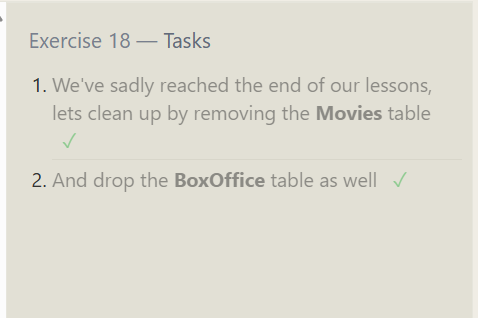 Exercise 18 — Tasks
1. We've sadly reached the end of our lessons,
lets clean up by removing the Movies table
✓
2. And drop the BoxOffice table as well ✓